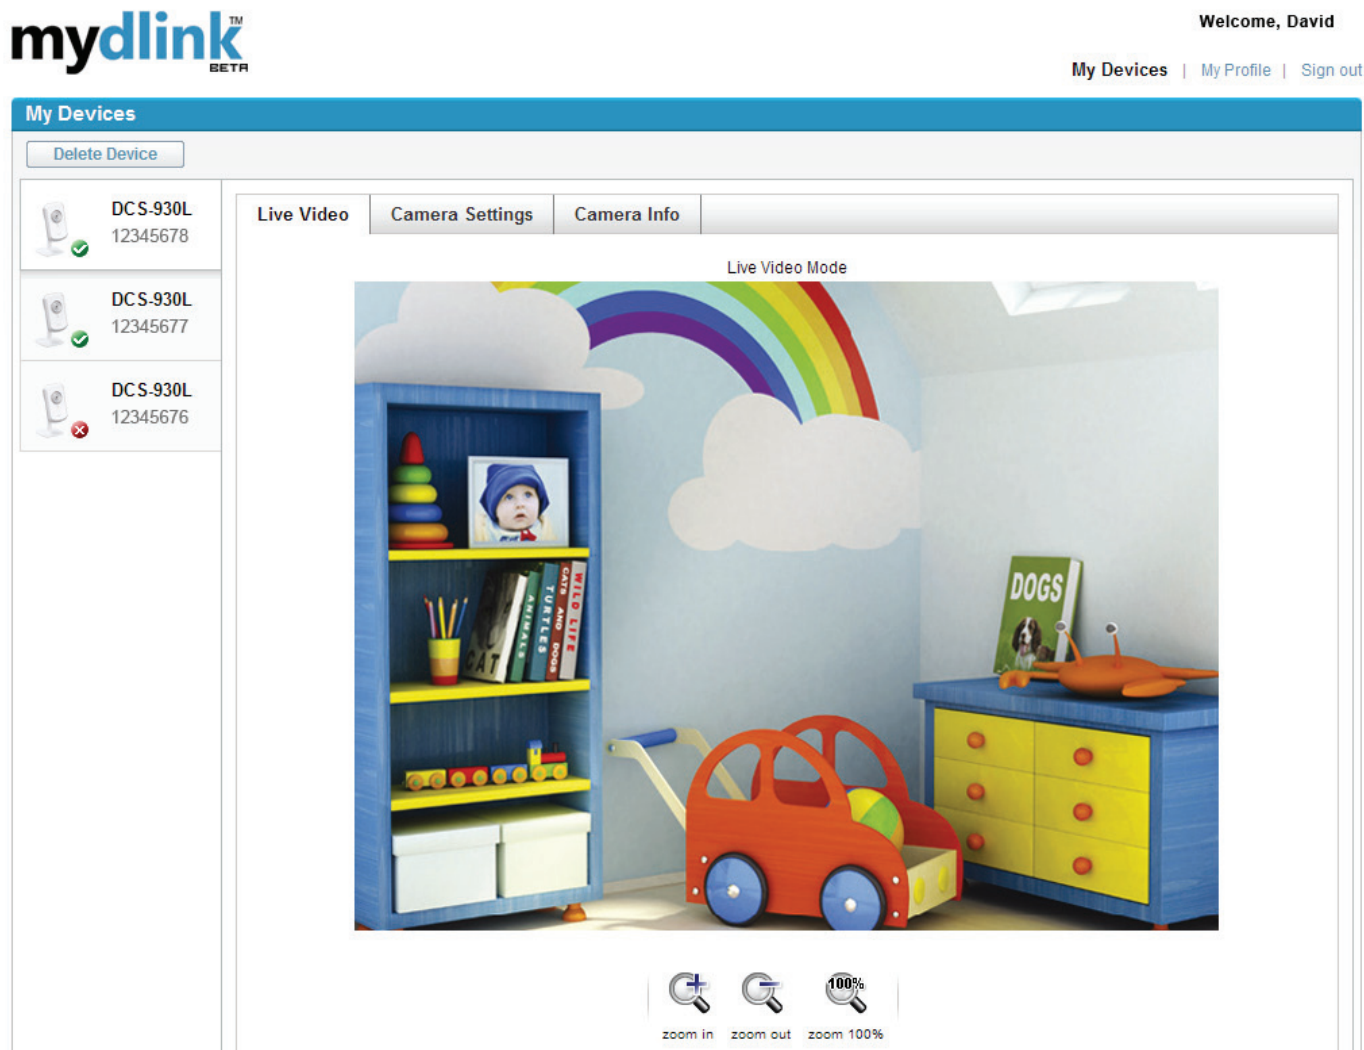 mydlink™
BETA
Welcome, David
My Devices | My Profile | Sign out
My Devices
Delete Device
DCS-930L
12345678
DCS-930L
12345677
DCS-930L
12345676
Live Video
Camera Settings
Camera Info
Live Video Mode
CAT
ANIMALS
TURTLES
CATS AND DOGS
WILD LIFE
DOGS
100%
zoom in
zoom out
zoom 100%